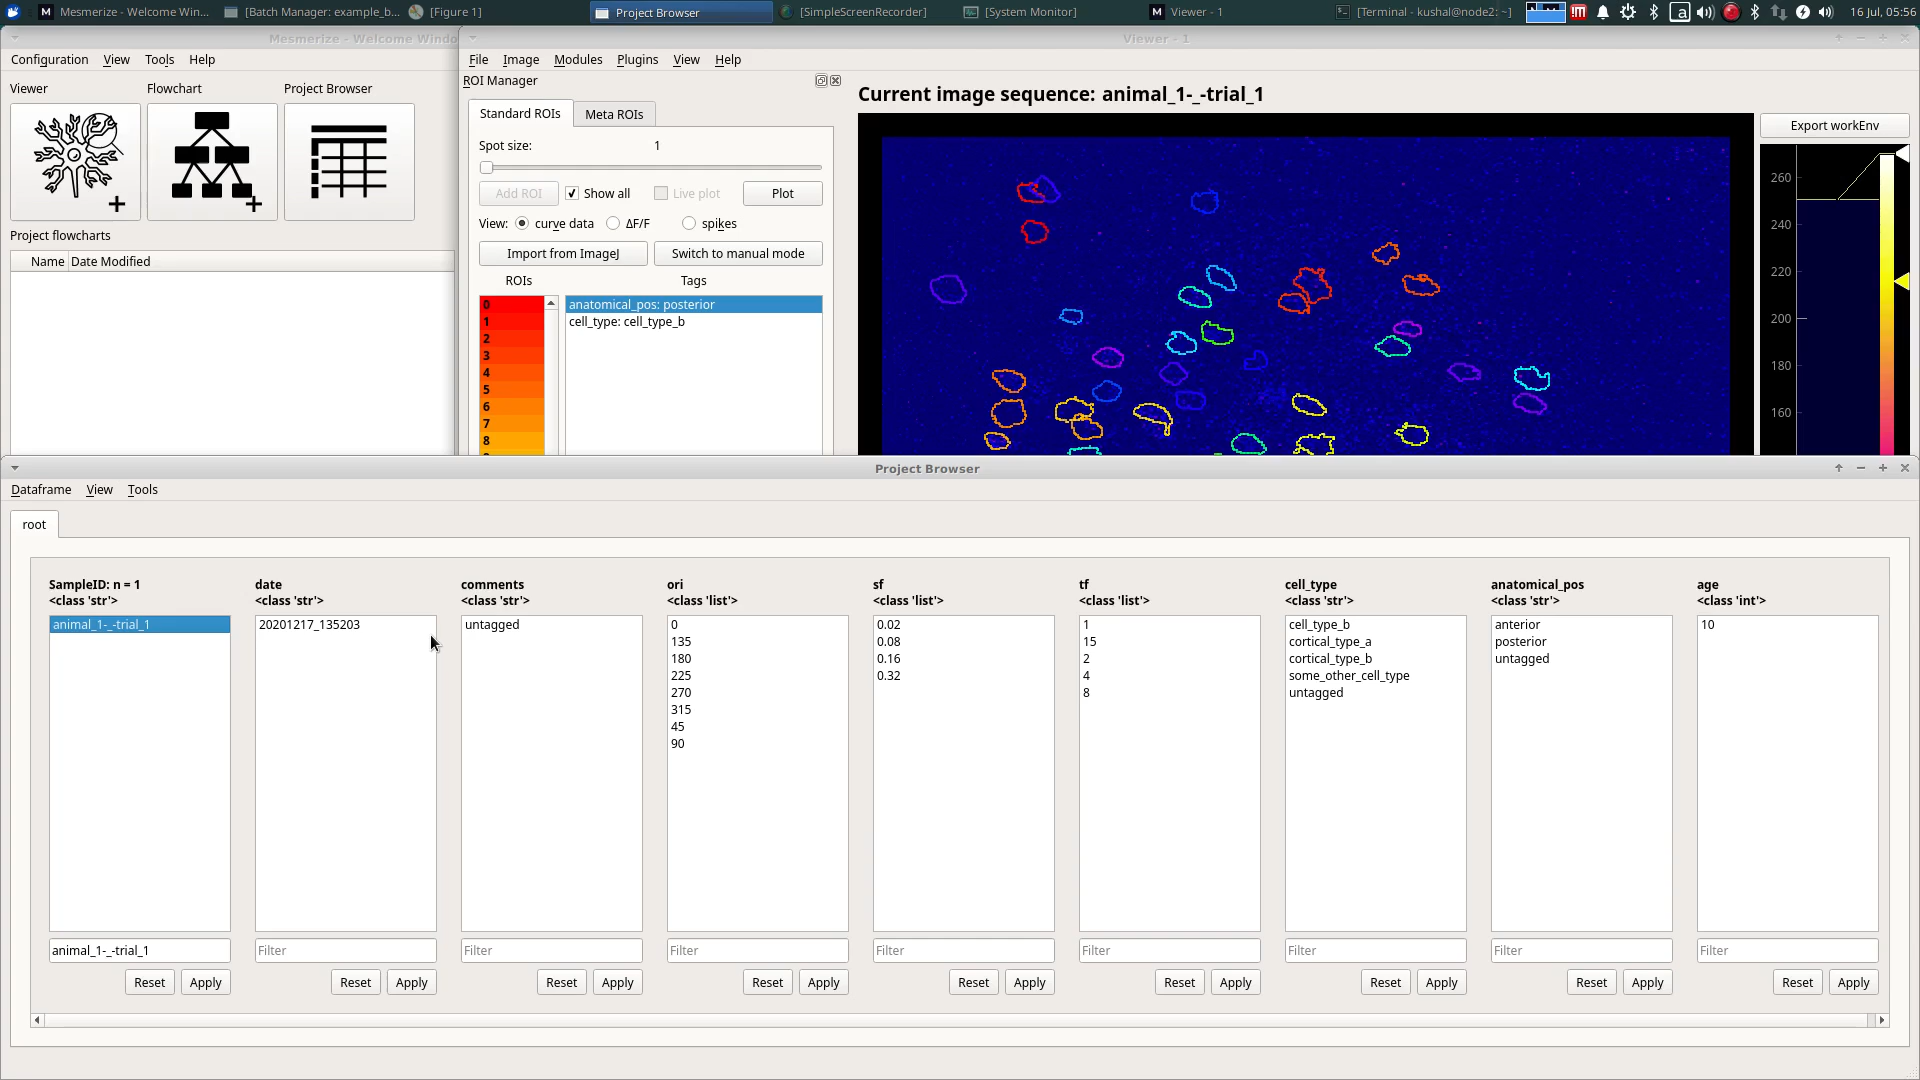 Mesmerize - Welcome Win...
[Batch Manager: example_b...
[Figure 1]
Project Browser
[SimpleScreenRecorder]
[System Monitor]
Viewer - 1
[Terminal - kushal@node2: ~]
a
16 Jul, 05:56
Mesmerize - Welcome Windo
Configuration View Tools Help
Viewer Flowchart Project Browser
Project flowcharts
Name Date Modified
Viewer - 1
File Image Modules Plugins View Help
ROI Manager
Standard ROIs Meta ROIs
Spot size: 1
Add ROI Show all Live plot Plot
View: curve data ΔF/F spikes
Import from ImageJ Switch to manual mode
ROIs Tags
0
1
2
3
4
5
6
7
8
anatomical_pos: posterior
cell_type: cell_type_b
Current image sequence: animal_1-_-trial_1
Export workEnv
260
240
220
200
180
160
Project Browser
Dataframe View Tools
root
SampleID: n = 1
<class 'str'>
animal_1-_-trial_1
animal_1-_-trial_1
Reset Apply
date
<class 'str'>
20201217_135203
Filter
Reset Apply
comments
<class 'str'>
untagged
Filter
Reset Apply
ori
<class 'list'>
0
135
180
225
270
315
45
90
Filter
Reset Apply
sf
<class 'list'>
0.02
0.08
0.16
0.32
Filter
Reset Apply
tf
<class 'list'>
1
15
2
4
8
Filter
Reset Apply
cell_type
<class 'str'>
cell_type_b
cortical_type_a
cortical_type_b
some_other_cell_type
untagged
Filter
Reset Apply
anatomical_pos
<class 'str'>
anterior
posterior
untagged
Filter
Reset Apply
age
<class 'int'>
10
Filter
Reset Apply